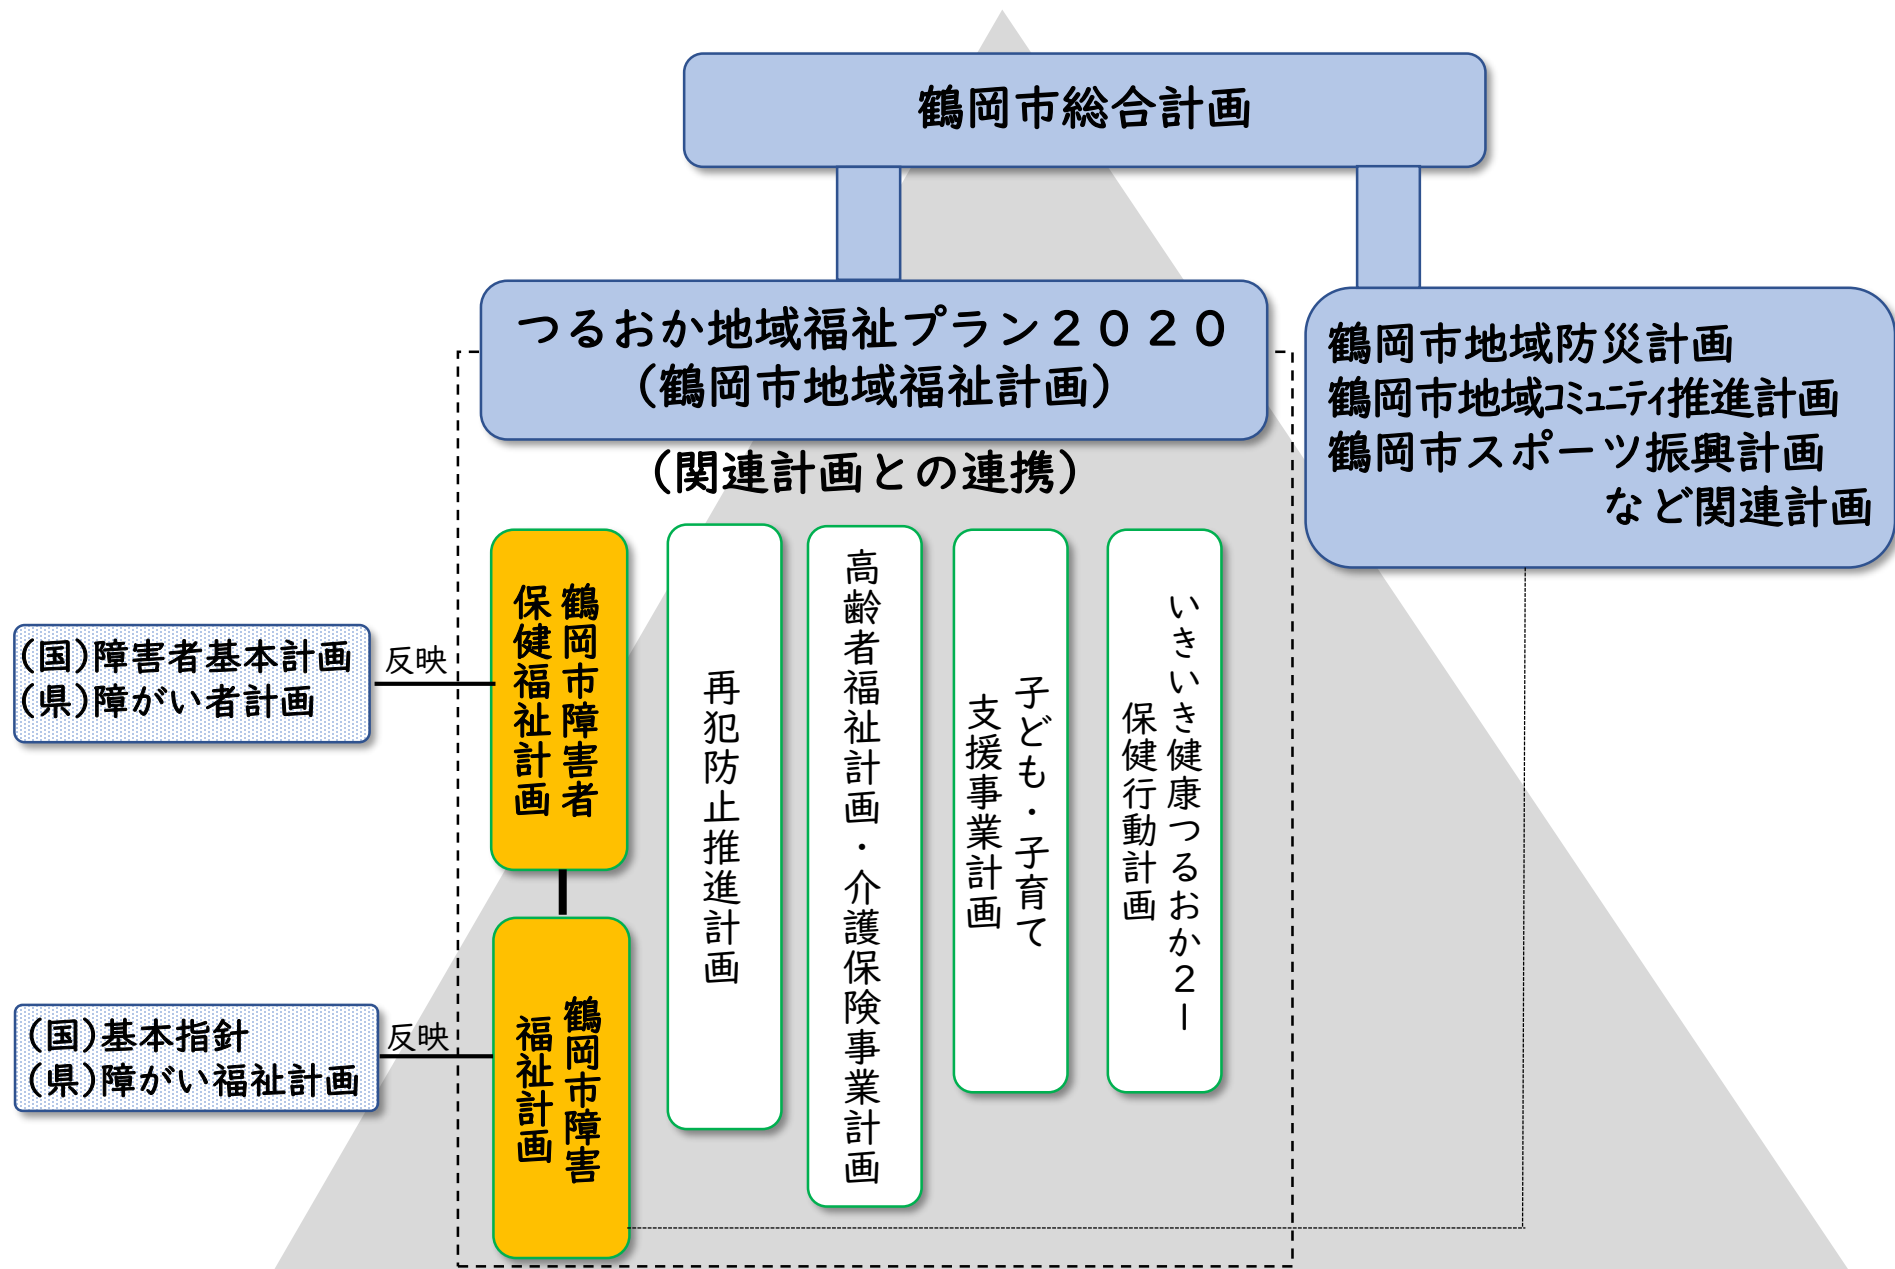 鶴岡市総合計画
つるおか地域福祉プラン2020
(鶴岡市地域福祉計画)
鶴岡市地域防災計画
鶴岡市地域コミュニティ推進計画
鶴岡市スポーツ振興計画
など関連計画
(関連計画との連携)
(国)障害者基本計画
(県)障がい者計画
反映
鶴岡市障害者
保健福祉計画
再犯防止推進計画
高齢者福祉計画・介護保険事業計画
子ども・子育て
支援事業計画
いきいき健康つるおか21
保健行動計画
(国)基本指針
(県)障がい福祉計画
反映
鶴岡市障害
福祉計画